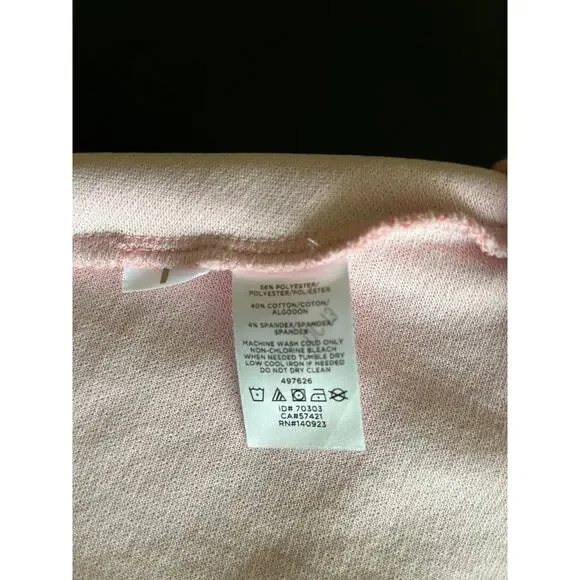 56% POLYESTER/
POLYESTER/POLIÉSTER
40% COTTON/COTON/
ALGODON
4% SPANDEX/SPANDEX/
SPANDEX
MACHINE WASH COLD ONLY
NON-CHLORINE BLEACH
WHEN NEEDED TUMBLE DRY
LOW COOL IRON IF NEEDED
DO NOT DRY CLEAN
497626
ID# 70303
CA#57421
RN#140923